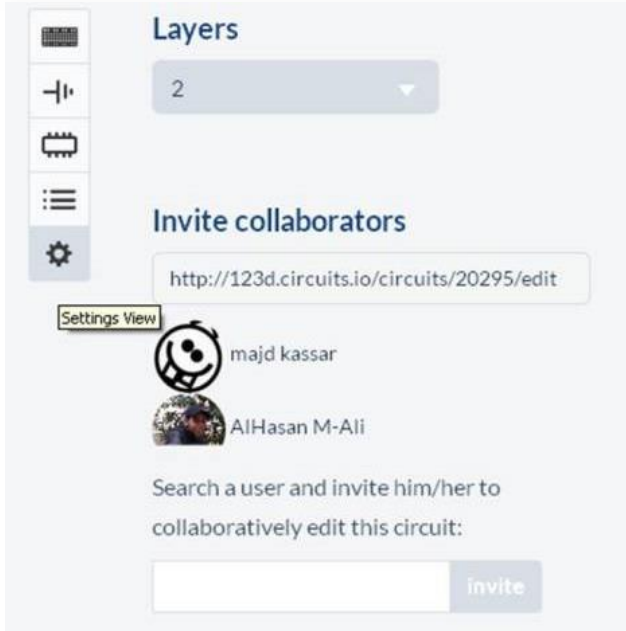 Layers
2
Invite collaborators
http://123d.circuits.io/circuits/20295/edit
Settings View
majd kassar
AlHasan M-Ali
Search a user and invite him/her to
collaboratively edit this circuit:
invite